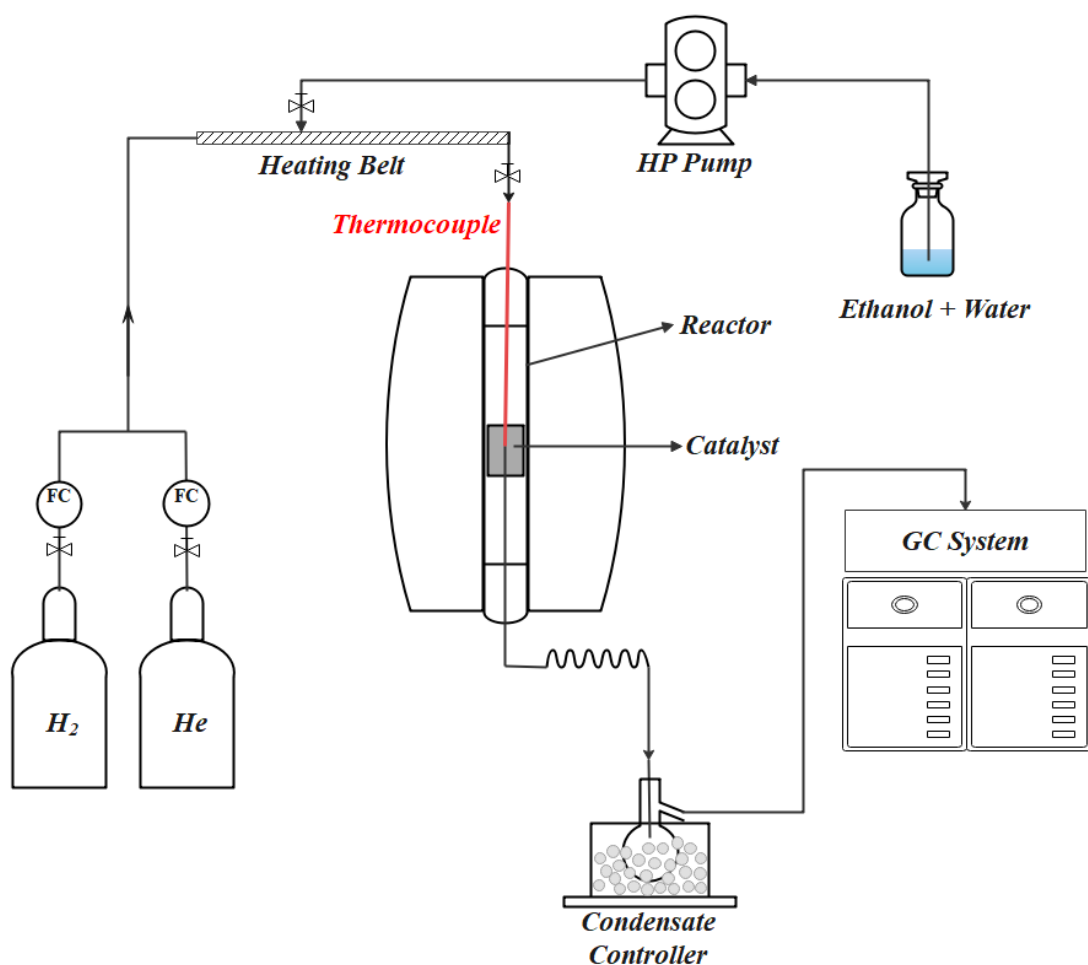 HP Pump
Heating Belt
Thermocouple
Ethanol + Water
Reactor
Catalyst
FC
FC
GC System
H₂
He
Condensate
Controller